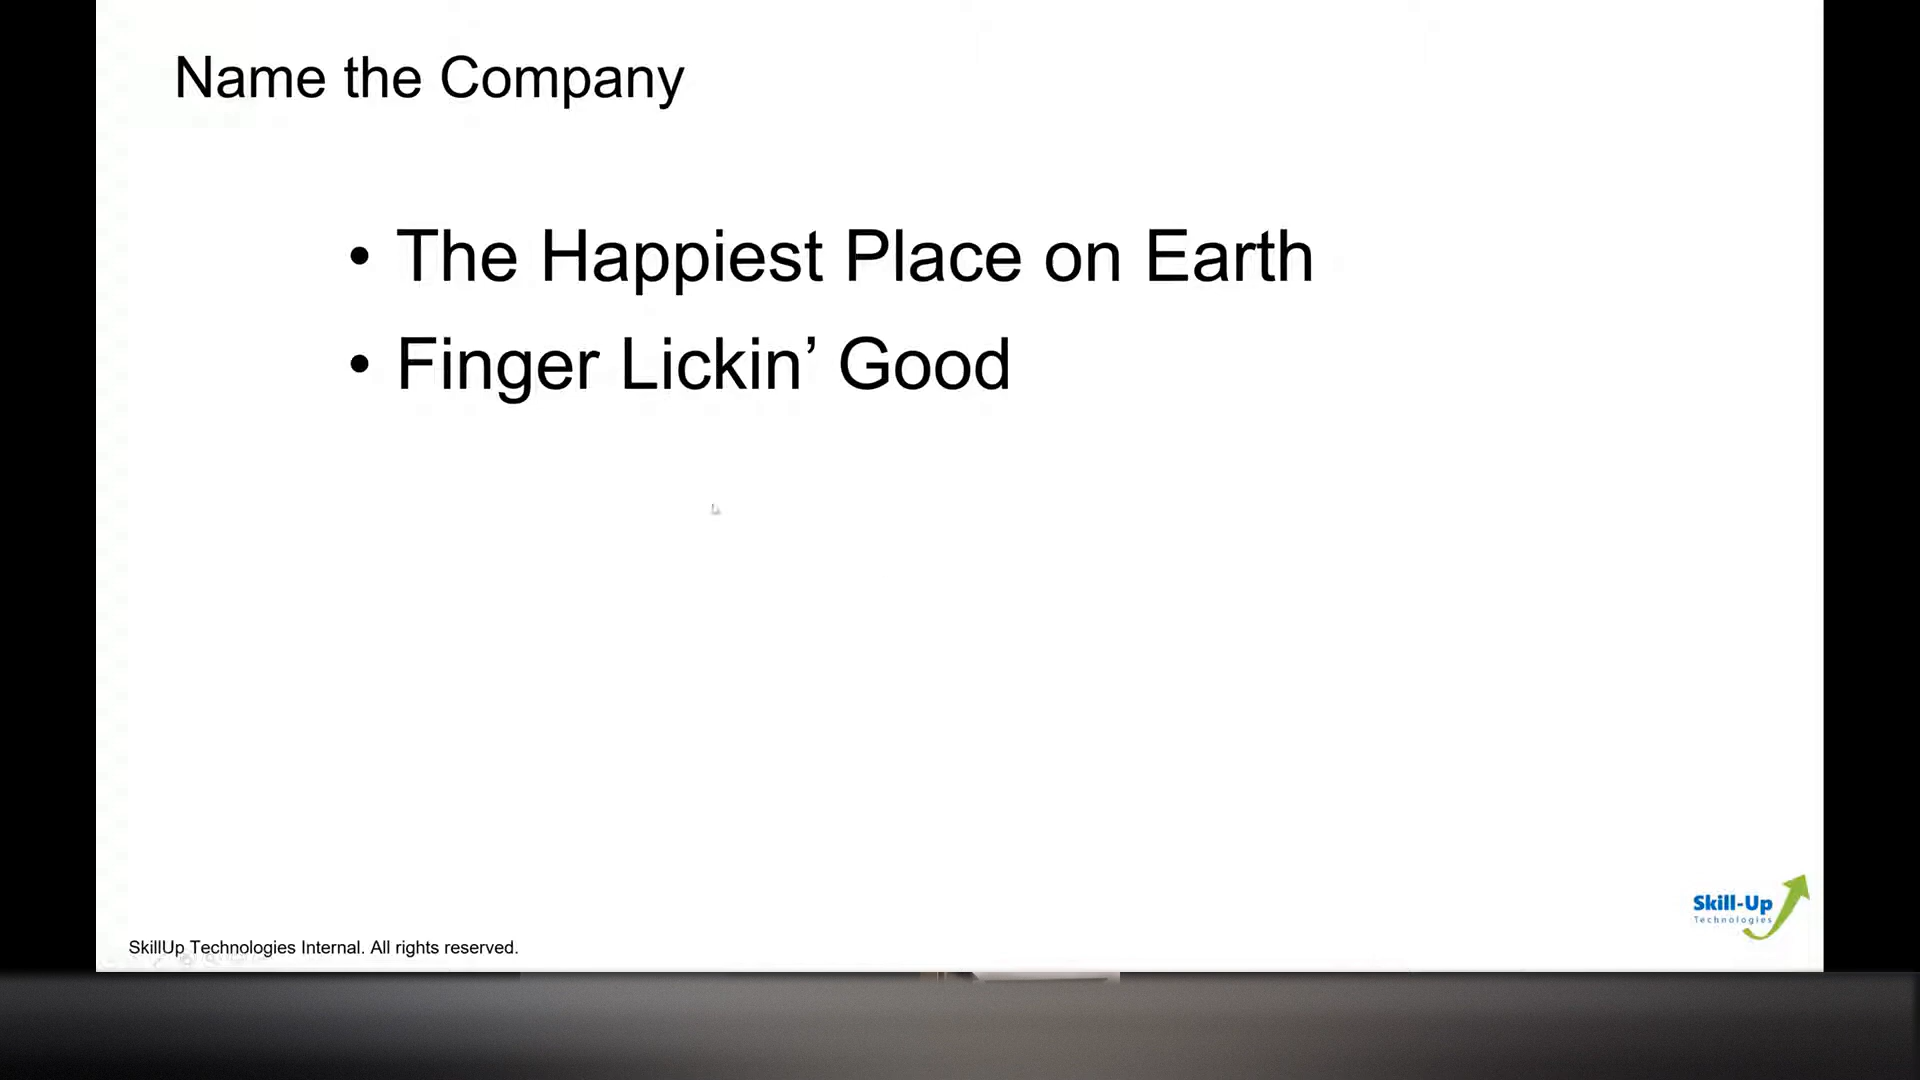 Name the Company
• The Happiest Place on Earth
• Finger Lickin’ Good
Skill-Up
Technologies
SkillUp Technologies Internal. All rights reserved.